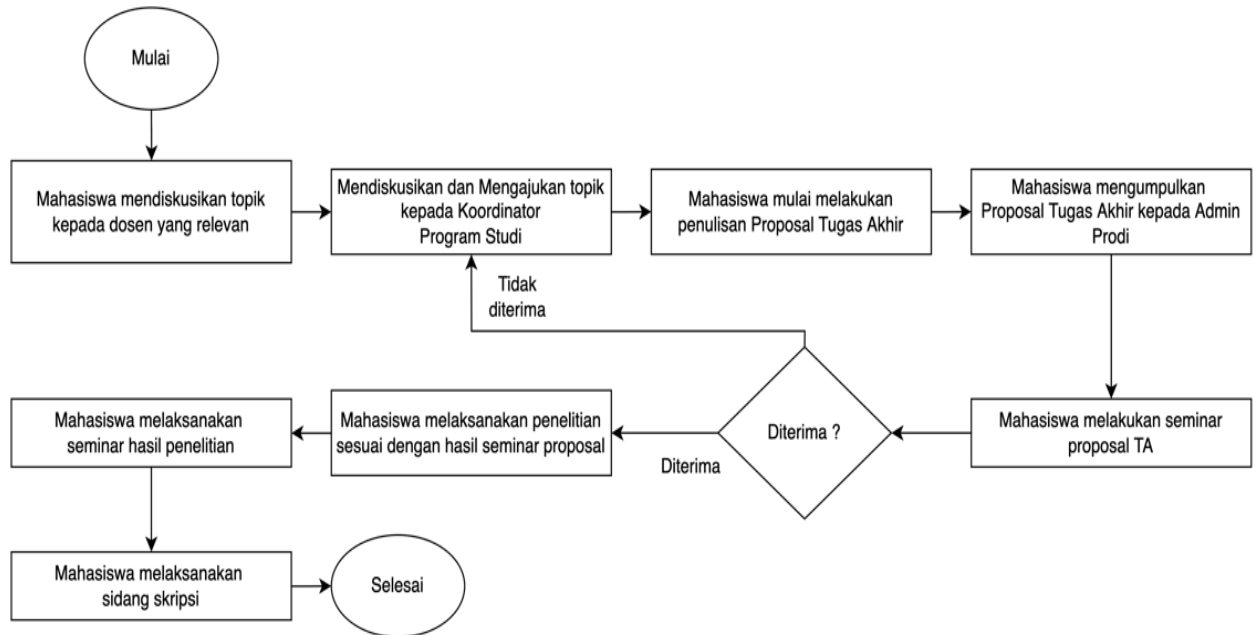 Mulai
Mahasiswa mendiskusikan topik
kepada dosen yang relevan
Mendiskusikan dan Mengajukan topik
kepada Koordinator
Program Studi
Mahasiswa mulai melakukan
penulisan Proposal Tugas Akhir
Mahasiswa mengumpulkan
Proposal Tugas Akhir kepada Admin
Prodi
Mahasiswa melakukan seminar
proposal TA
Diterima ?
Tidak
diterima
Diterima
Mahasiswa melaksanakan penelitian
sesuai dengan hasil seminar proposal
Mahasiswa melaksanakan
seminar hasil penelitian
Mahasiswa melaksanakan
sidang skripsi
Selesai